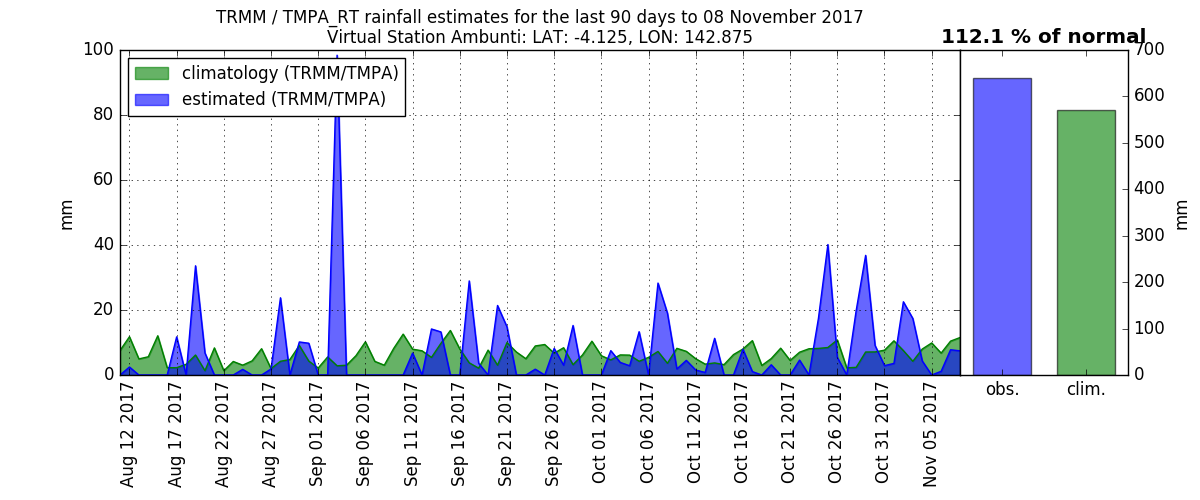 TRMM / TMPA_RT rainfall estimates for the last 90 days to 08 November 2017
Virtual Station Ambunti: LAT: -4.125, LON: 142.875
112.1 % of normal
climatology (TRMM/TMPA)
estimated (TRMM/TMPA)
100
80
60
40
20
0
mm
Aug 12 2017
Aug 17 2017
Aug 22 2017
Aug 27 2017
Sep 01 2017
Sep 06 2017
Sep 11 2017
Sep 16 2017
Sep 21 2017
Sep 26 2017
Oct 01 2017
Oct 06 2017
Oct 11 2017
Oct 16 2017
Oct 21 2017
Oct 26 2017
Oct 31 2017
Nov 05 2017
obs.
clim.
700
600
500
400
300
200
100
0
mm